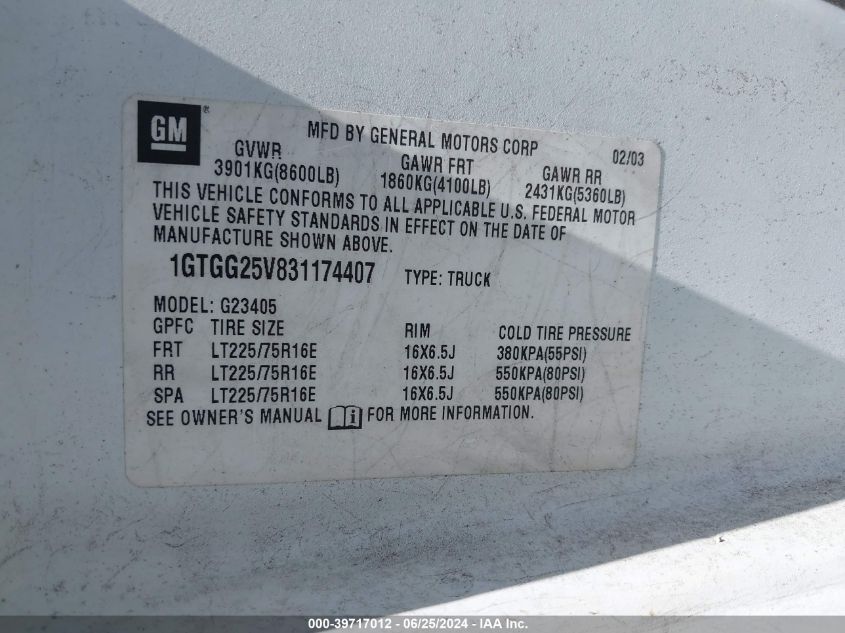 GM ®
MFD BY GENERAL MOTORS CORP 02/03
GVWR GAWR FRT GAWR RR
3901KG(8600LB) 1860KG(4100LB) 2431KG(5360LB)
THIS VEHICLE CONFORMS TO ALL APPLICABLE U.S. FEDERAL MOTOR
VEHICLE SAFETY STANDARDS IN EFFECT ON THE DATE OF
MANUFACTURE SHOWN ABOVE.
1GTGG25V831174407 TYPE: TRUCK
MODEL: G23405
GPFC TIRE SIZE RIM COLD TIRE PRESSURE
FRT LT225/75R16E 16X6.5J 380KPA(55PSI)
RR LT225/75R16E 16X6.5J 550KPA(80PSI)
SPA LT225/75R16E 16X6.5J 550KPA(80PSI)
SEE OWNER'S MANUAL i FOR MORE INFORMATION.
000-39717012 - 06/25/2024 - IAA Inc.